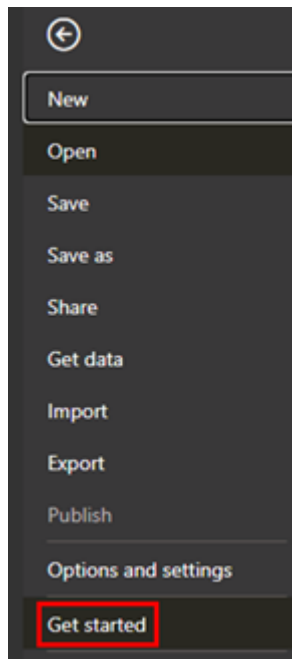 New
Open
Save
Save as
Share
Get data
Import
Export
Publish
Options and settings
Get started